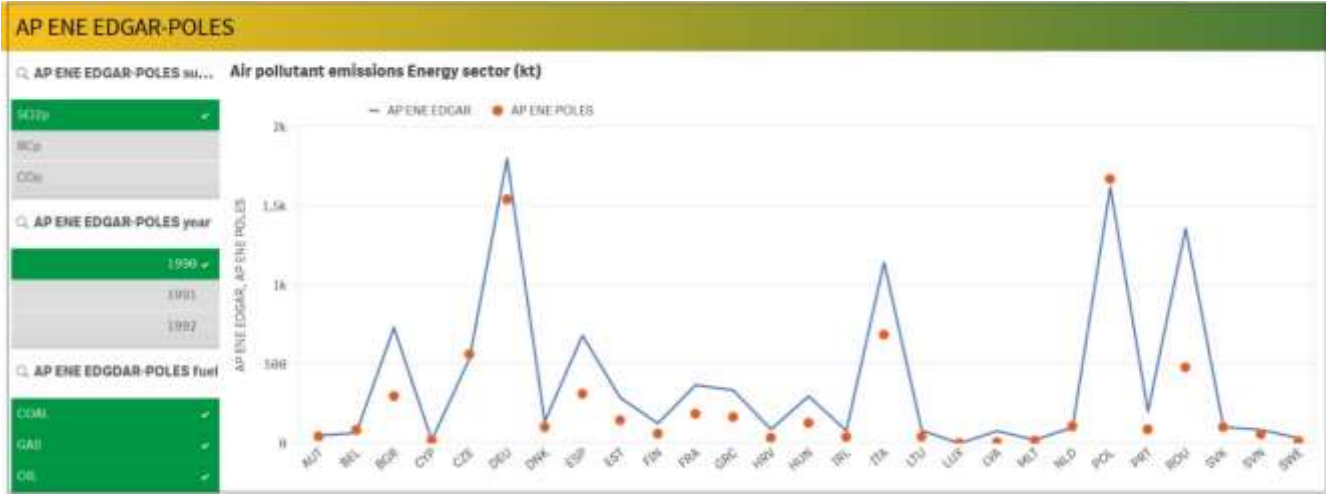 AP ENE EDGAR-POLES
AP ENE EDGAR-POLES su...
SO2p
BCp
COp
AP ENE EDGAR-POLES year
1990
1991
1992
AP ENE EDGDAR-POLES fuel
COAL
GAS
OIL
Air pollutant emissions Energy sector (kt)
AP ENE EDGAR
AP ENE POLES
AP ENE EDGAR, AP ENE POLES
2k
1.5k
1k
500
0
AUT BEL BGR CYP CZE DEU DNK ESP EST FIN FRA GRC HRV HUN IRL ITA LTU LUX LVA MLT NLD POL PRT ROU SVK SVN SWE